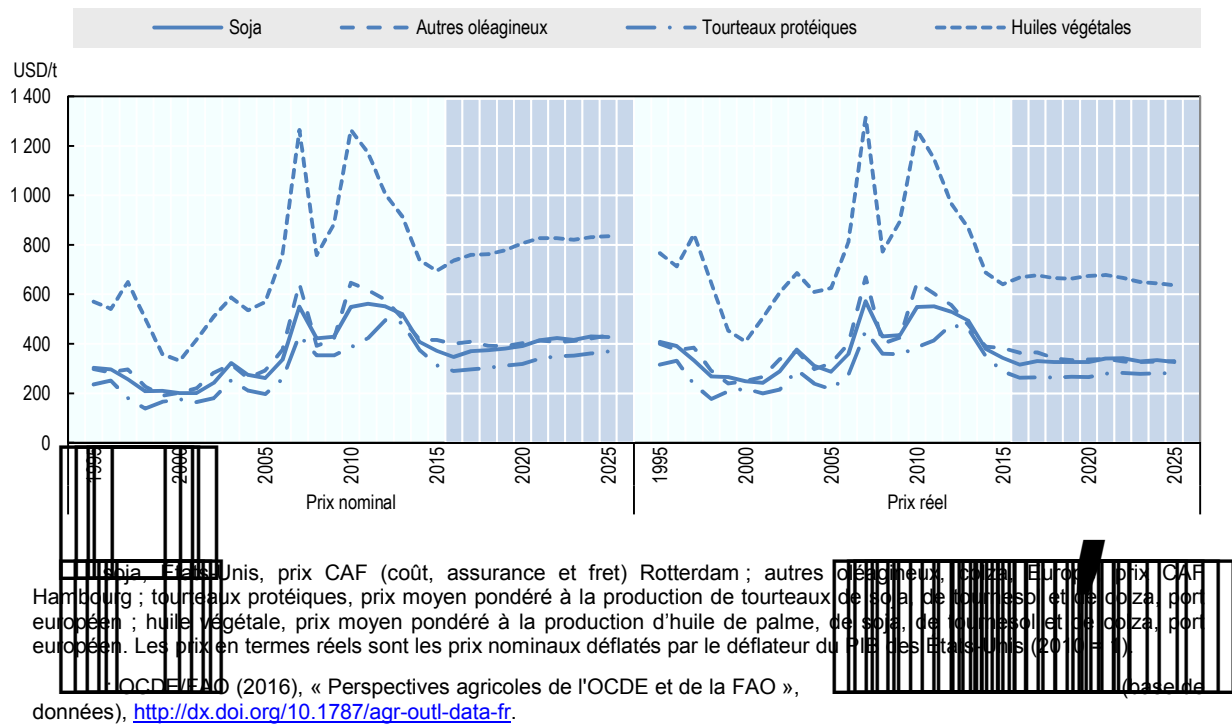 Soja Autres oléagineux Tourteaux protéiques Huiles végétales
USD/t
1 400
1 200
1 000
800
600
400
200
0
1995 2000 2005 2010 2015 2020 2025 1995 2000 2005 2010 2015 2020 2025
Prix nominal Prix réel
soja, Etats-Unis, prix CAF (coût, assurance et fret) Rotterdam ; autres oléagineux, colza, Europe, prix CAF
Hambourg ; tourteaux protéiques, prix moyen pondéré à la production de tourteaux de soja, de tournesol et de colza, port
européen ; huile végétale, prix moyen pondéré à la production d'huile de palme, de soja, de tournesol et de colza, port
européen. Les prix en termes réels sont les prix nominaux déflatés par le déflateur du PIB des Etats-Unis (2010 = 1).
: OCDE/FAO (2016), « Perspectives agricoles de l'OCDE et de la FAO », (base de
données), http://dx.doi.org/10.1787/agr-outl-data-fr.